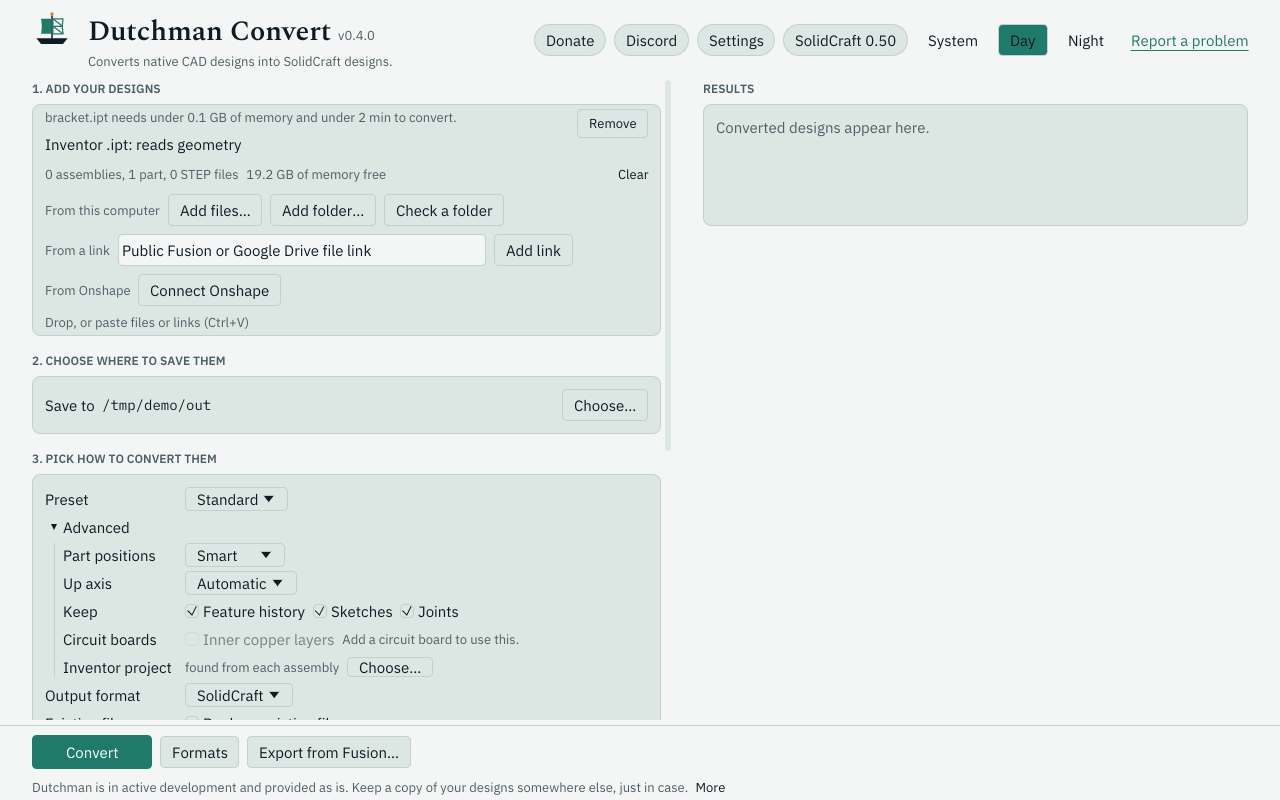 Dutchman Convert v0.4.0
Converts native CAD designs into SolidCraft designs.
Donate Discord Settings SolidCraft 0.50 System Day Night Report a problem
1. ADD YOUR DESIGNS
bracket.ipt needs under 0.1 GB of memory and under 2 min to convert.
Remove
Inventor .ipt: reads geometry
0 assemblies, 1 part, 0 STEP files 19.2 GB of memory free Clear
From this computer Add files... Add folder... Check a folder
From a link Public Fusion or Google Drive file link Add link
From Onshape Connect Onshape
Drop, or paste files or links (Ctrl+V)
2. CHOOSE WHERE TO SAVE THEM
Save to /tmp/demo/out Choose...
3. PICK HOW TO CONVERT THEM
Preset Standard
Advanced
Part positions Smart
Up axis Automatic
Keep Feature history Sketches Joints
Circuit boards Inner copper layers Add a circuit board to use this.
Inventor project found from each assembly Choose...
Output format SolidCraft
RESULTS
Converted designs appear here.
Convert Formats Export from Fusion...
Dutchman is in active development and provided as is. Keep a copy of your designs somewhere else, just in case. More